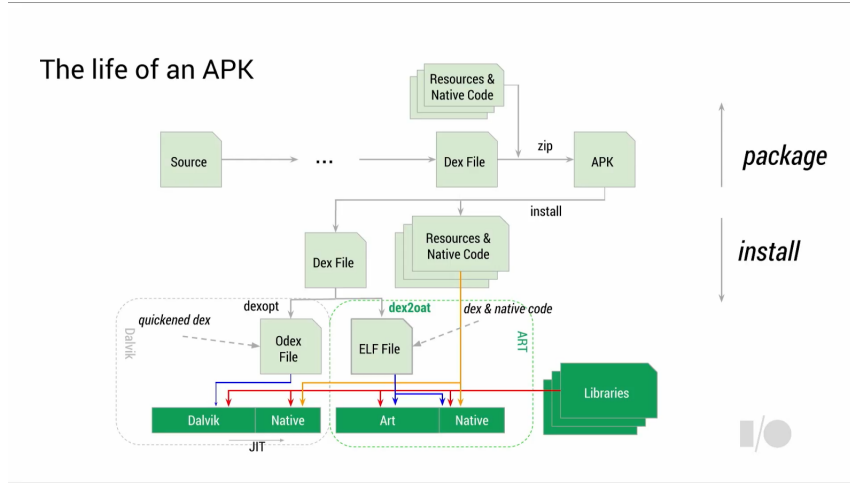 The life of an APK
Resources &
Native Code
Source
...
Dex File
zip
APK
package
install
Dex File
Resources &
Native Code
install
dexopt
dex2oat
dex & native code
quickened dex
Dalvik
Odex
File
ELF File
ART
Libraries
Dalvik
Native
Art
Native
JIT
I/O